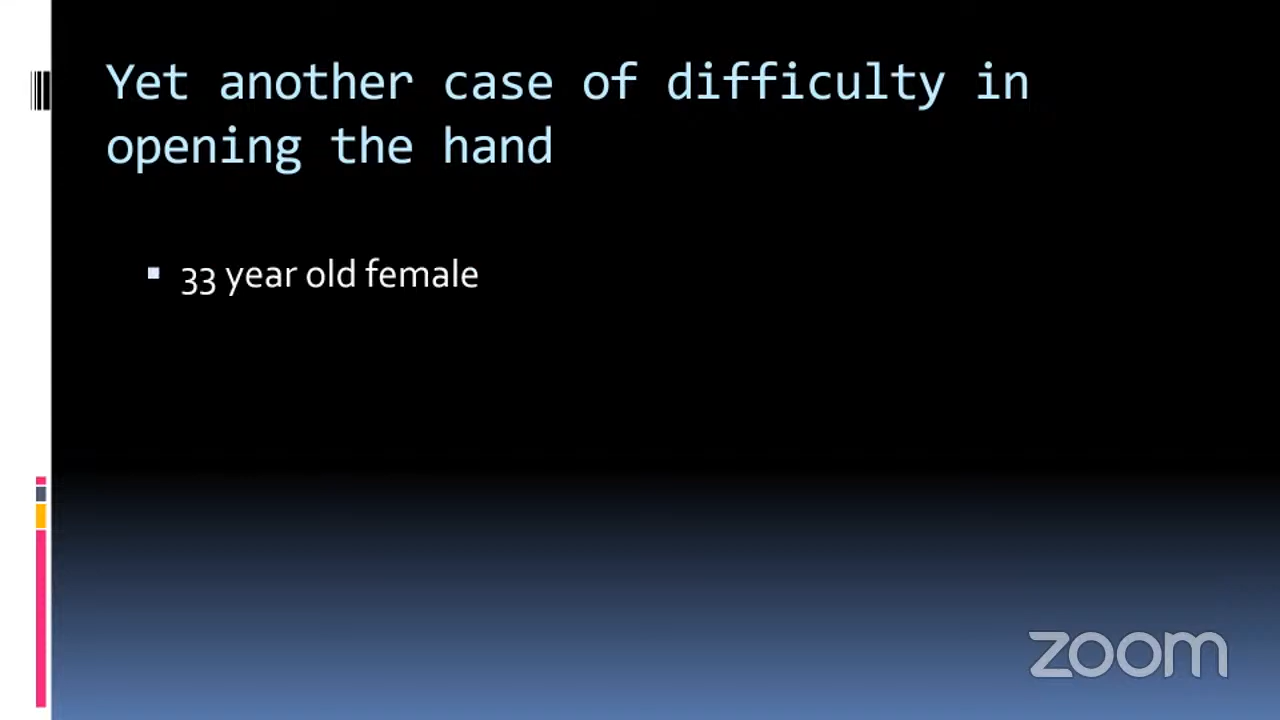 Yet another case of difficulty in
opening the hand
33 year old female
zoom